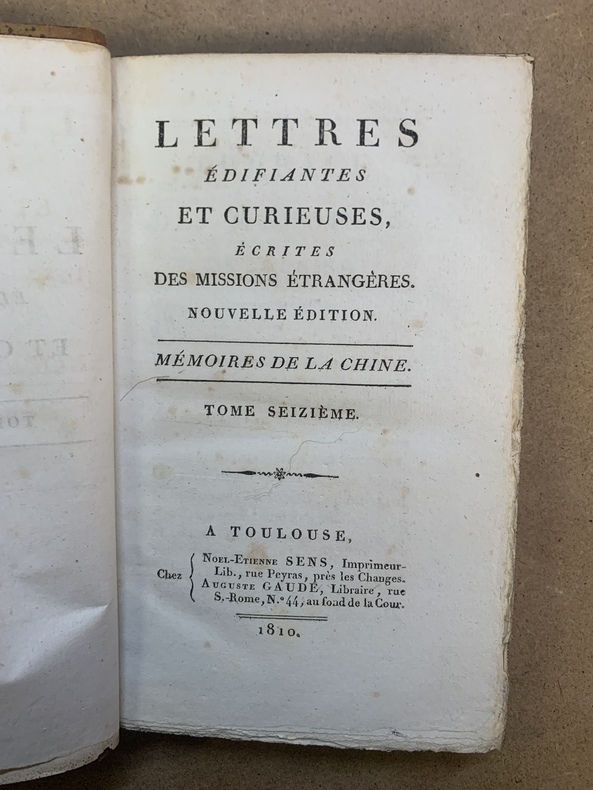 LETTRES
ÉDIFIANTES
ET CURIEUSES,
ÉCRITES
DES MISSIONS ÉTRANGÈRES.
NOUVELLE ÉDITION.
MÉMOIRES DE LA CHINE.
TOME SEIZIÈME.
A TOULOUSE,
Chez
NOEL-ETIENNE SENS, Imprimeur-
Lib., rue Peyras, près les Changes.
AUGUSTE GAUDE, Libraire, rue
S.-Rome, N.º 44, au fond de la Cour.
1810.